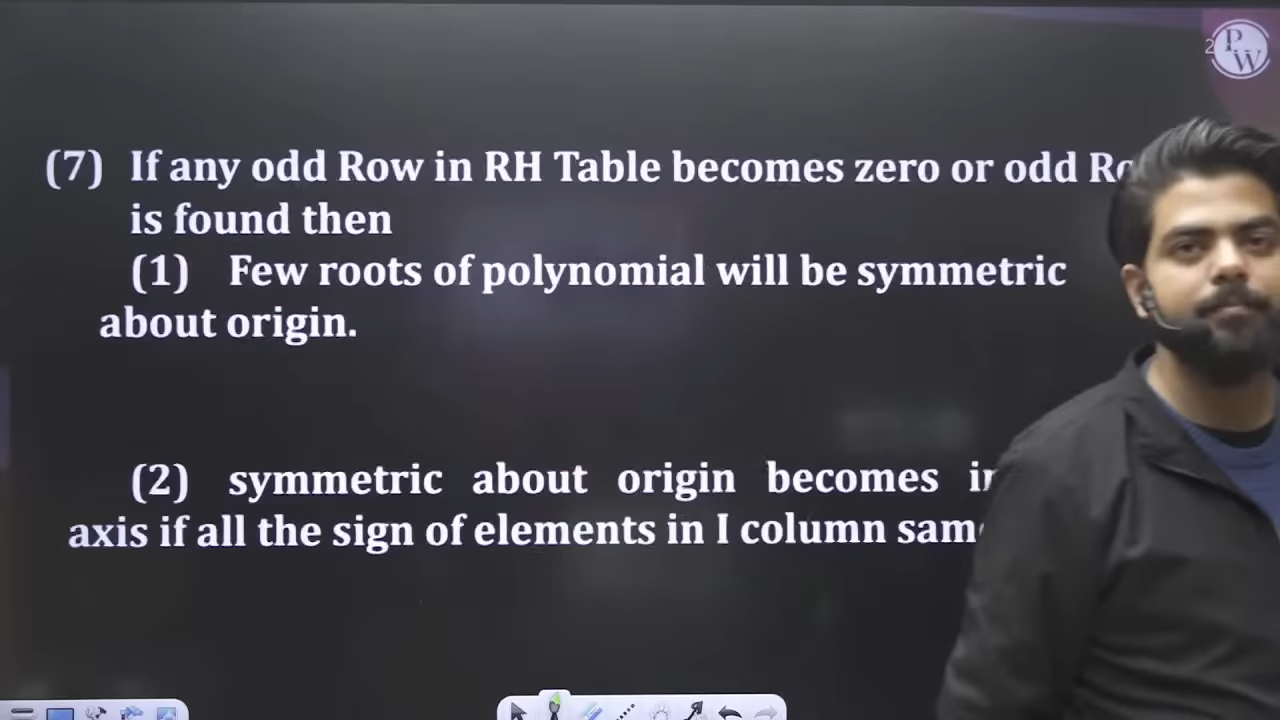 PW
(7) If any odd Row in RH Table becomes zero or odd
is found then
(1) Few roots of polynomial will be symmetric
about origin.
(2) symmetric about origin becomes
axis if all the sign of elements in I column